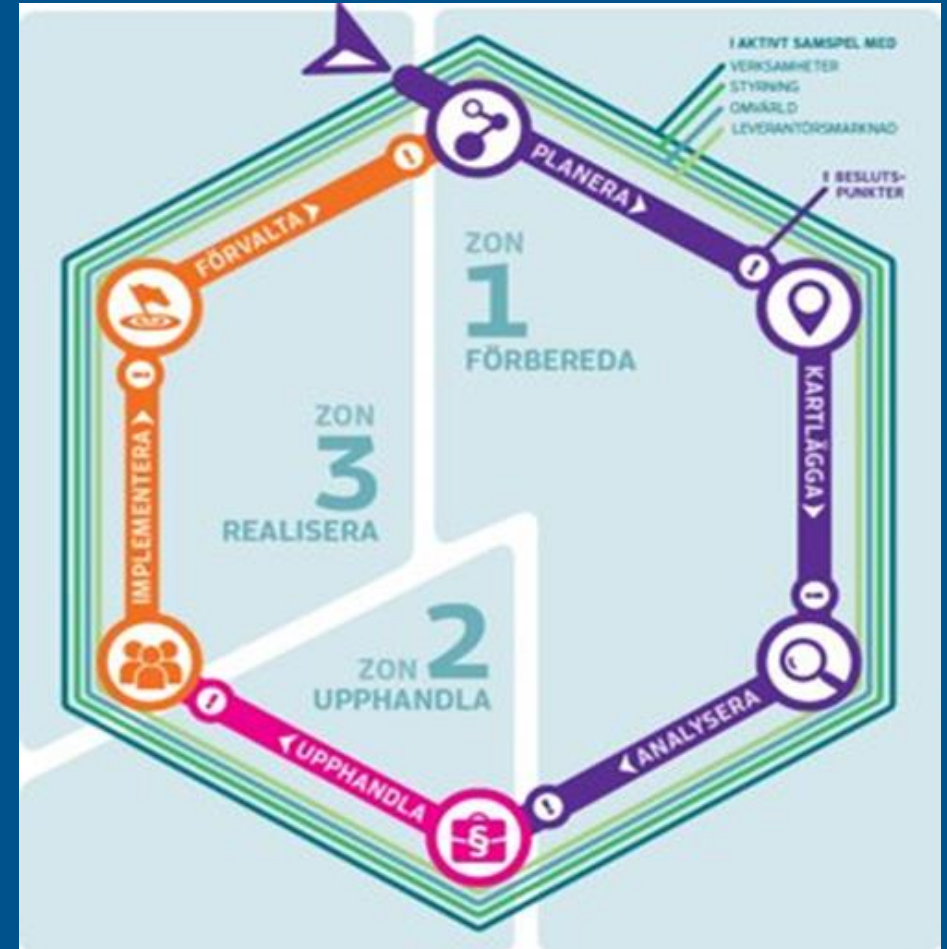 I AKTIVT SAMSPEL MED
VERKSAMHETER
STYRNING
OMVÄRLD
LEVERANTÖRSMARKNAD
! BESLUTS-
PUNKTER
PLANERA
FÖRVALTA
ZON
1
FÖRBEREDA
KARTLÄGGA
ZON
3
REALISERA
IMPLEMENTERA
ZON 2
UPPHANDLA
ANALYSERA
UPPHANDLA
§